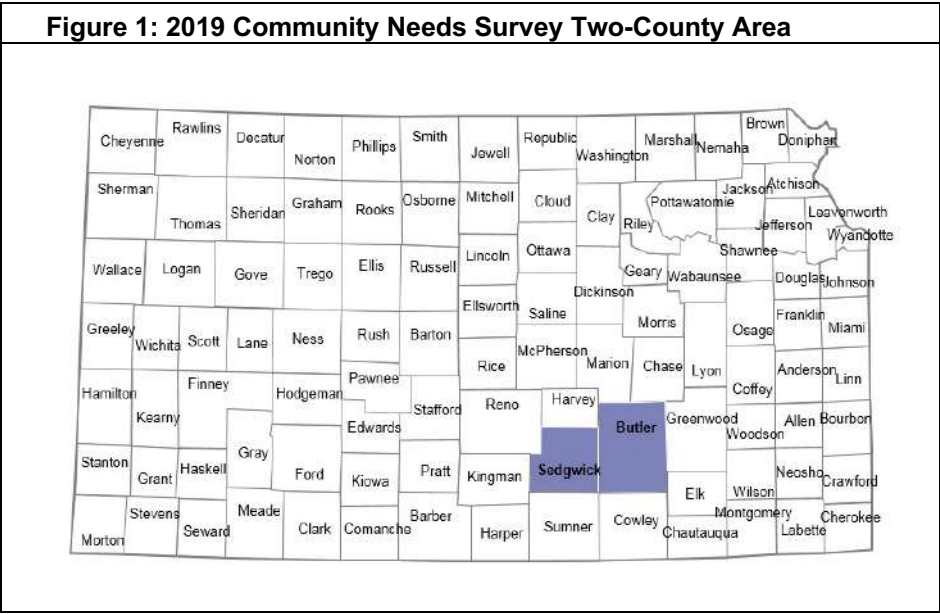 Figure 1: 2019 Community Needs Survey Two-County Area
Cheyenne Rawlins Decatur Norton Phillips Smith Jewell Republic Washington Marshall Nemaha Brown Doniphan
Sherman Thomas Sheridan Graham Rooks Osborne Mitchell Cloud Clay Riley Pottawatomie Jackson Atchison
Jefferson Leavenworth Wyandotte
Wallace Logan Gove Trego Ellis Russell Lincoln Ottawa Geary Wabaunsee Shawnee Douglas Johnson
Ellsworth Saline Dickinson Morris Osage Franklin Miami
Greeley Wichita Scott Lane Ness Rush Barton Rice McPherson Marion Chase Lyon Coffey Anderson Linn
Hamilton Kearny Finney Hodgeman Pawnee Edwards Stafford Reno Harvey Butler Greenwood Woodson Allen Bourbon
Stanton Grant Haskell Gray Ford Kiowa Pratt Kingman Sedgwick Elk Wilson Neosho Crawford
Morton Stevens Seward Meade Clark Comanche Barber Harper Sumner Cowley Chautauqua Montgomery Labette Cherokee